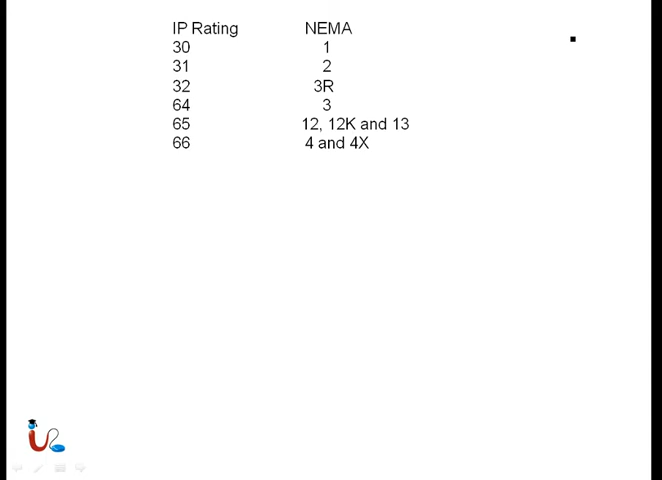 IP Rating NEMA
30 1
31 2
32 3R
64 3
65 12, 12K and 13
66 4 and 4X